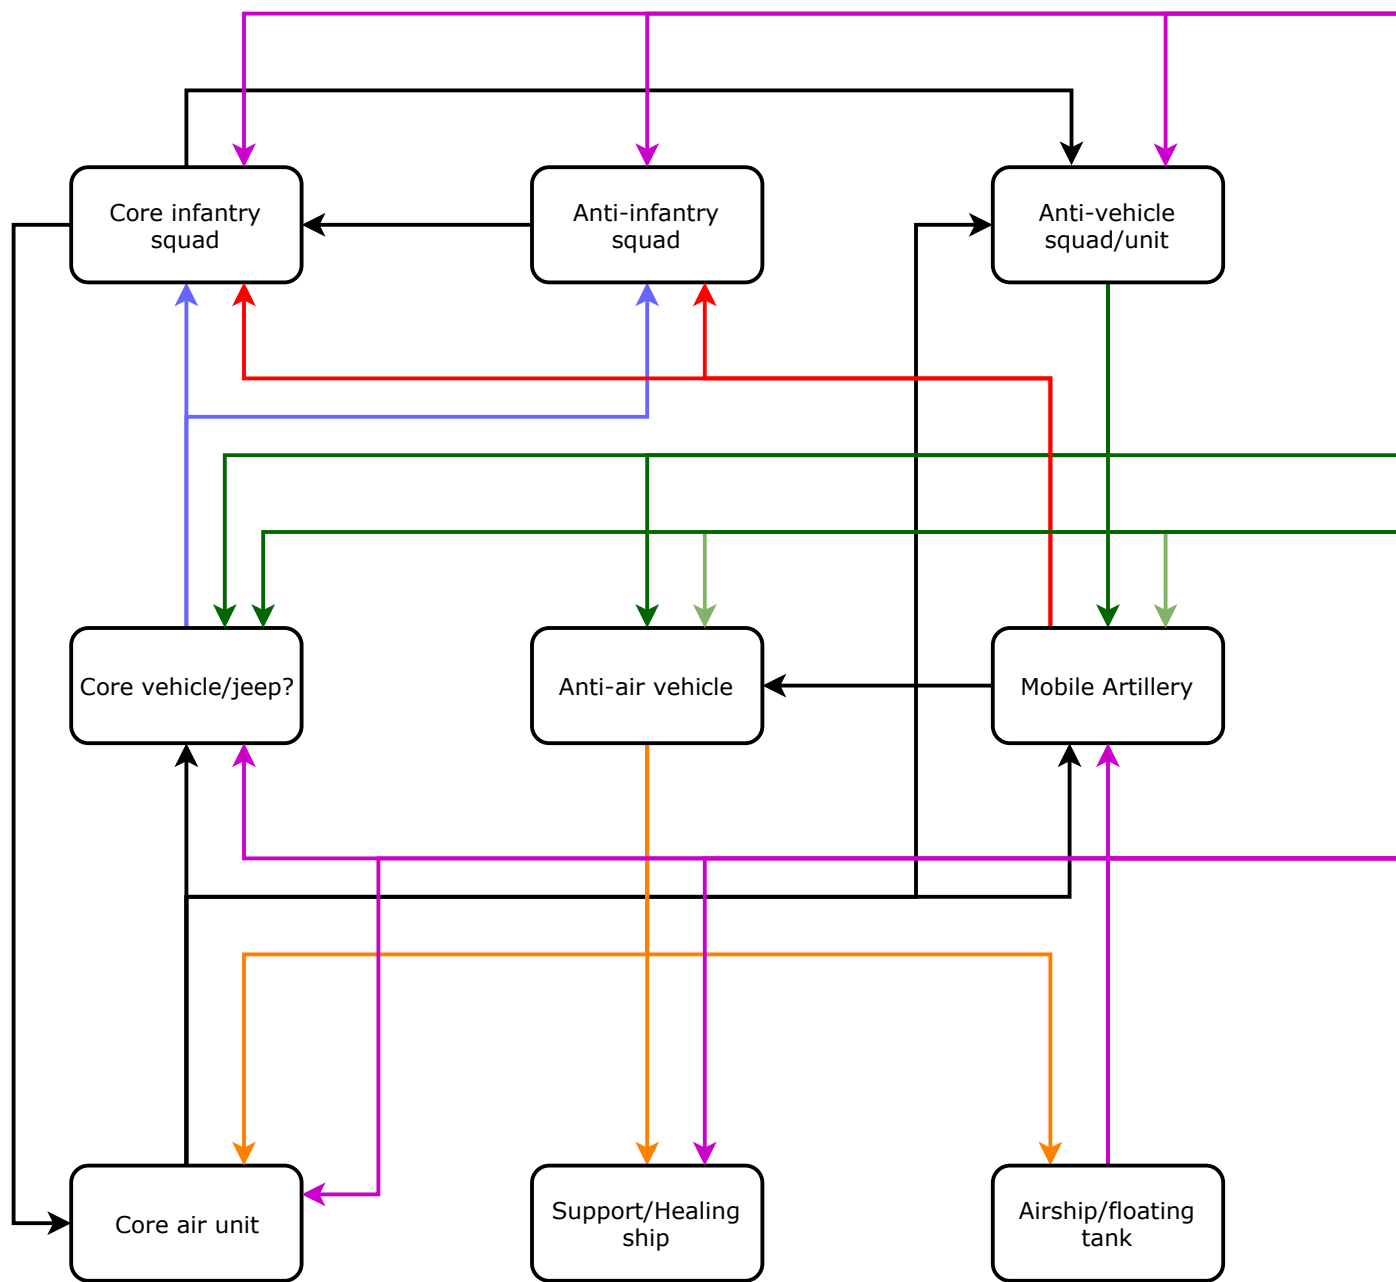 Core infantry
squad
Anti-infantry
squad
Anti-vehicle
squad/unit
Core vehicle/jeep?
Anti-air vehicle
Mobile Artillery
Core air unit
Support/Healing
ship
Airship/floating
tank